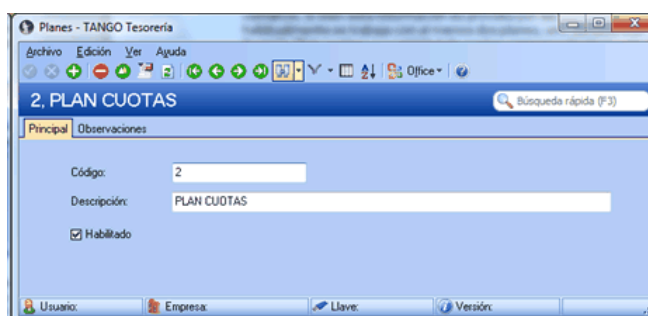 Planes - TANGO Tesorería
Archivo Edición Ver Ayuda
Office
2, PLAN CUOTAS
Búsqueda rápida (F3)
Principal Observaciones
Código: 2
Descripción: PLAN CUOTAS
Habilitado
Usuario: Empresa: Llave: Versión: